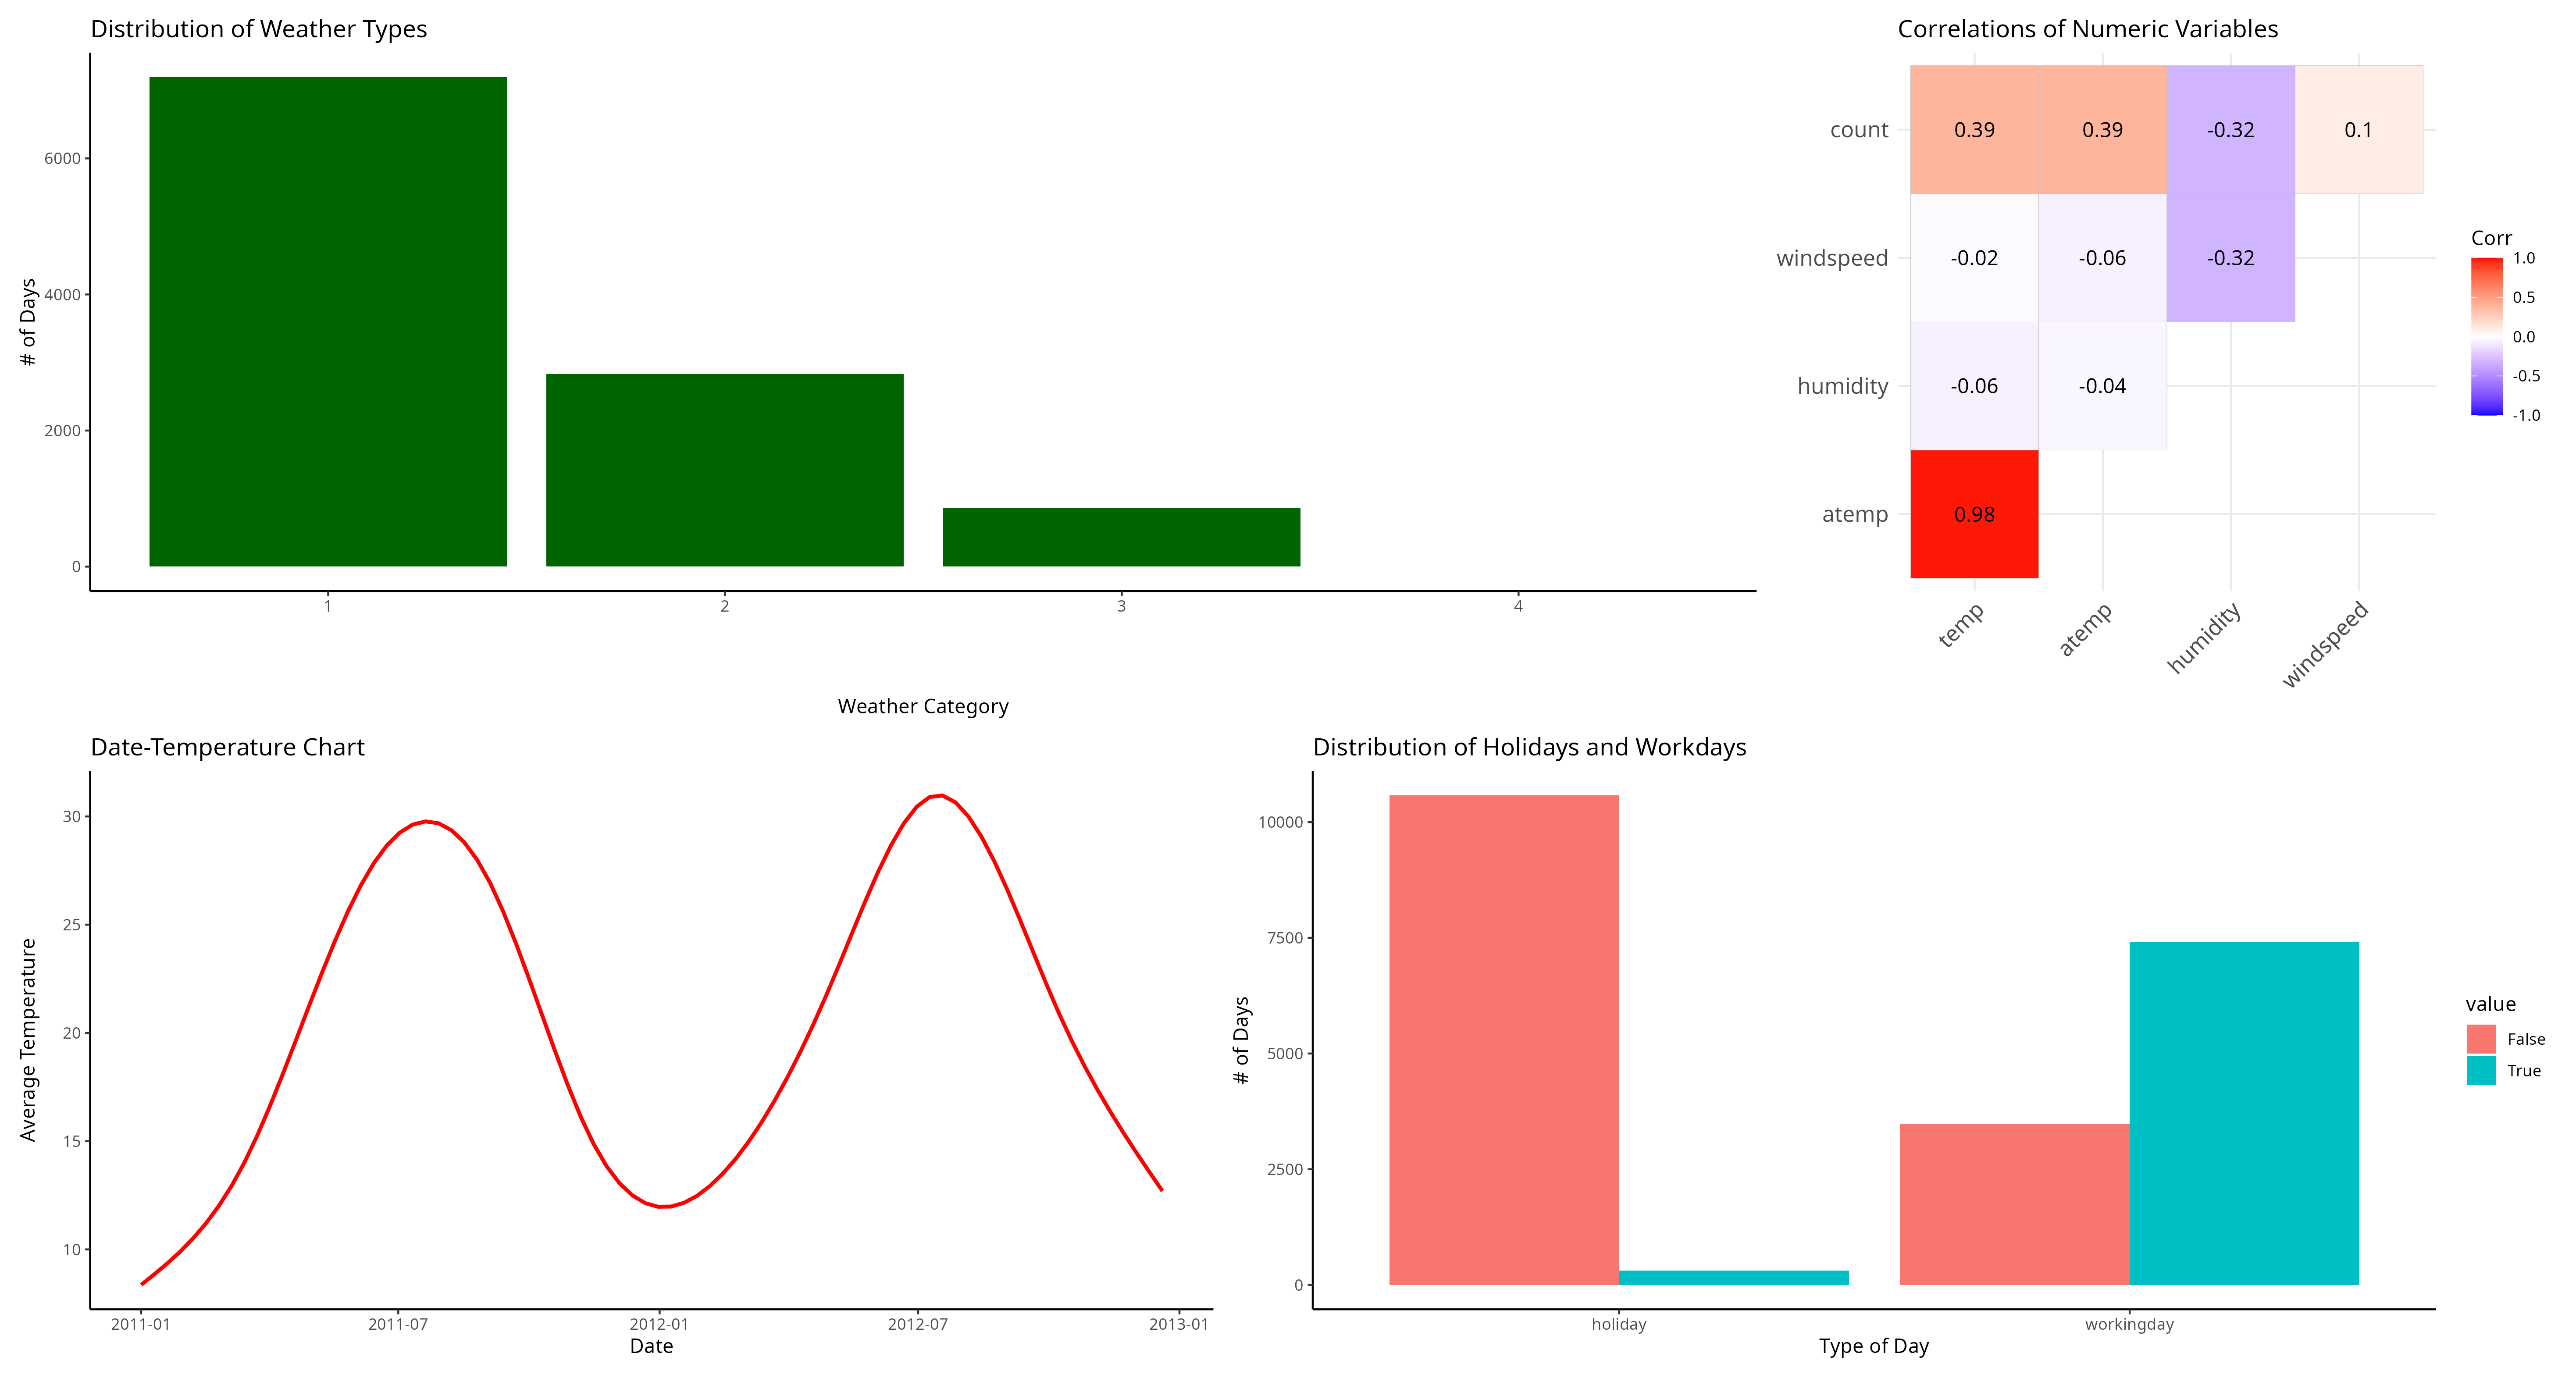 Distribution of Weather Types
# of Days
6000
4000
2000
0
1 2 3 4
Weather Category
Correlations of Numeric Variables
count 0.39 0.39 -0.32 0.1
windspeed -0.02 -0.06 -0.32
humidity -0.06 -0.04
atemp 0.98
temp atemp humidity windspeed
Corr
1.0
0.5
0.0
-0.5
-1.0
Date-Temperature Chart
Average Temperature
30
25
20
15
10
2011-01 2011-07 2012-01 2012-07 2013-01
Date
Distribution of Holidays and Workdays
# of Days
10000
7500
5000
2500
0
holiday workingday
Type of Day
value
False
True